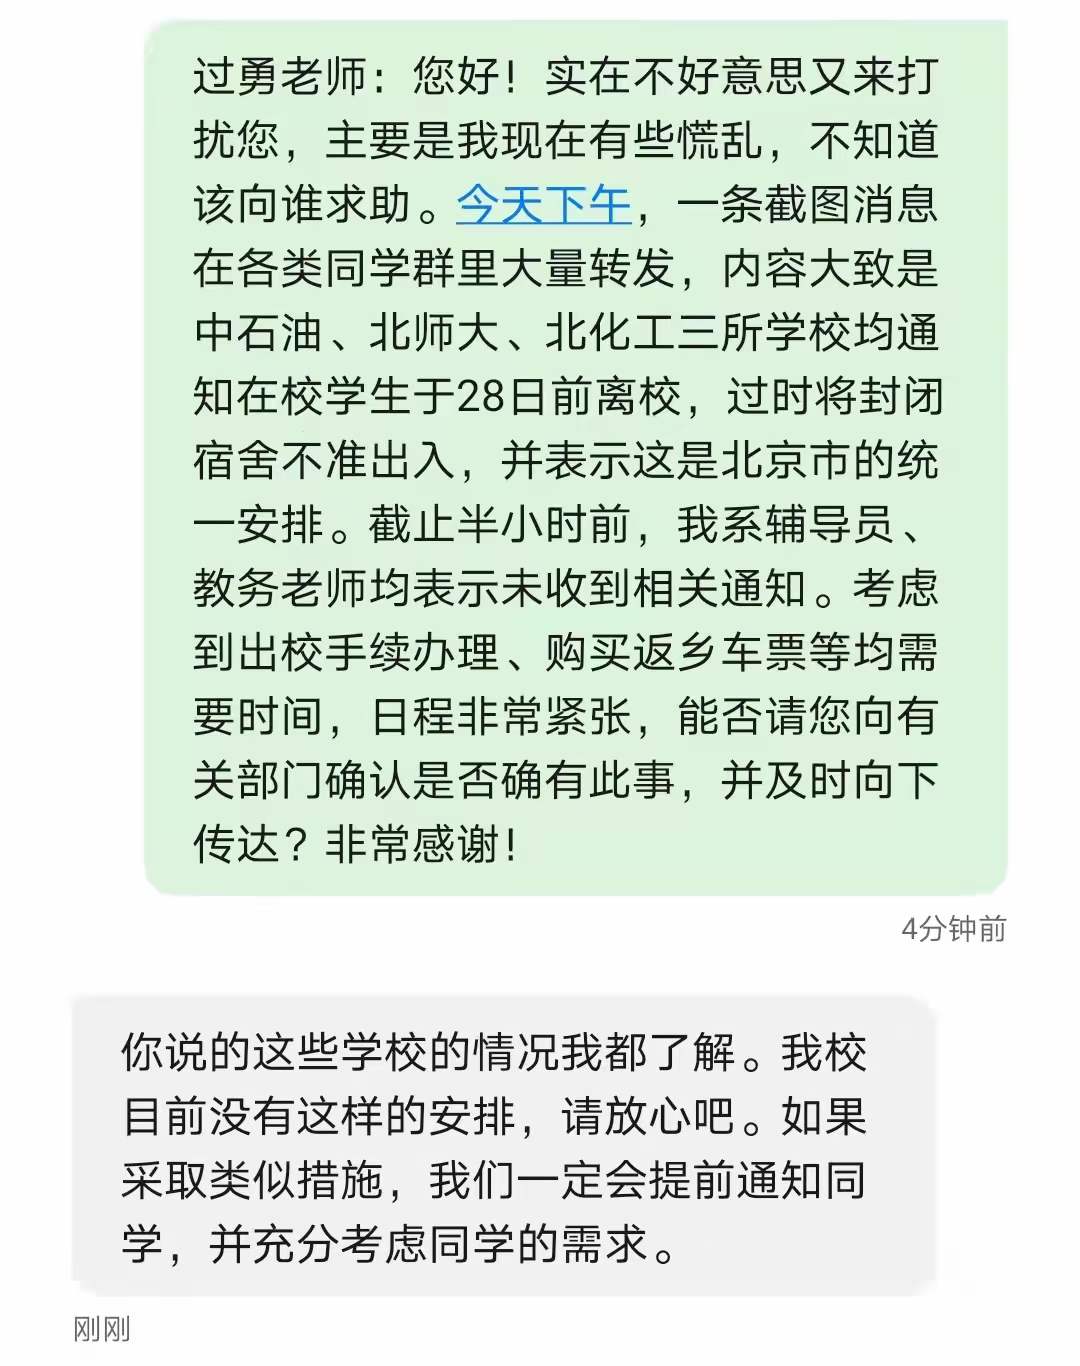 过勇老师：您好！实在不好意思又来打
扰您，主要是我现在有些慌乱，不知道
该向谁求助。今天下午，一条截图消息
在各类同学群里大量转发，内容大致是
中石油、北师大、北化工三所学校均通
知在校学生于28日前离校，过时将封闭
宿舍不准出入，并表示这是北京市的统
一安排。截止半小时前，我系辅导员、
教务老师均表示未收到相关通知。考虑
到出校手续办理、购买返乡车票等均需
要时间，日程非常紧张，能否请您向有
关部门确认是否确有此事，并及时向下
传达？非常感谢！
4分钟前
你说的这些学校的情况我都了解。我校
目前没有这样的安排，请放心吧。如果
采取类似措施，我们一定会提前通知同
学，并充分考虑同学的需求。
刚刚